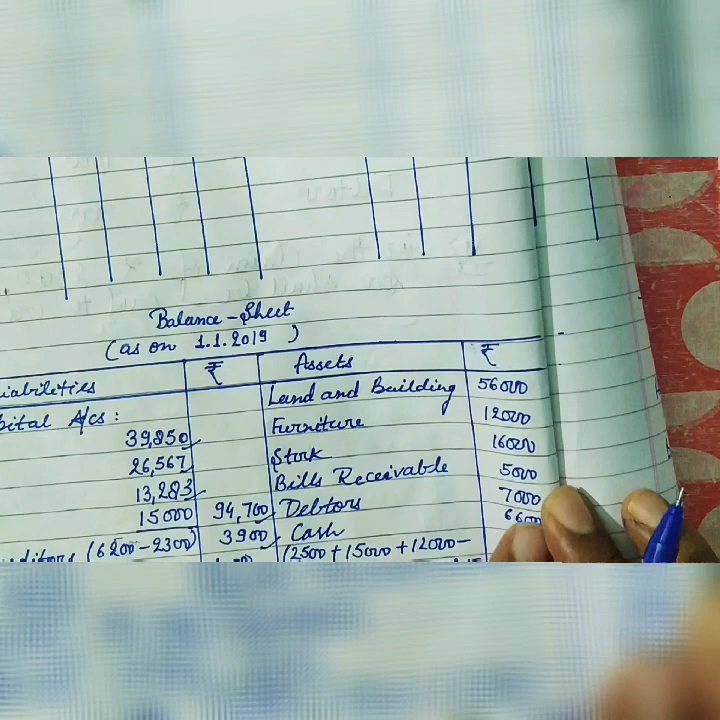 Balance-Sheet
(as on 1.1.2019)
₹ Assets ₹
Land and Building 56000
Capital A/cs: Furniture 12000
39,850 Stock 16000
26,567 Bills Receivable 5000
13,283 Debtors 7000
15000 94,700 Cash 6600
(6200-2300) 3900 (2500+15000+12000-